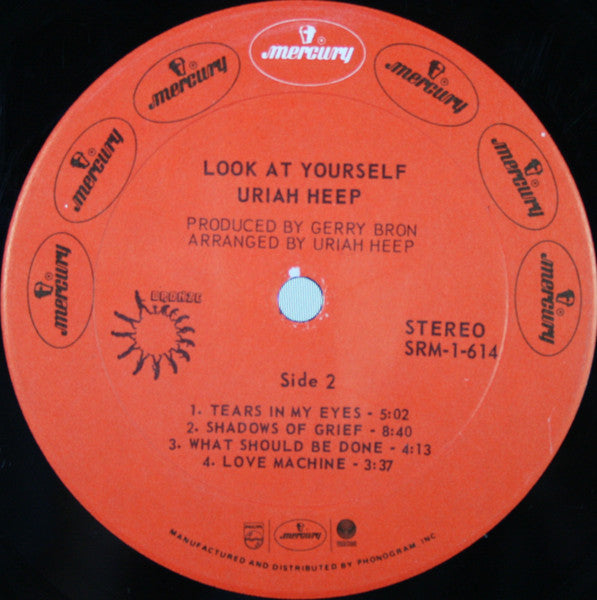 mercury
mercury
mercury
mercury
mercury
mercury
mercury
LOOK AT YOURSELF
URIAH HEEP
PRODUCED BY GERRY BRON
ARRANGED BY URIAH HEEP
BRONZE
STEREO
SRM-1-614
Side 2
1. TEARS IN MY EYES - 5:02
2. SHADOWS OF GRIEF - 8:40
3. WHAT SHOULD BE DONE - 4:13
4. LOVE MACHINE - 3:37
mercury
MANUFACTURED AND DISTRIBUTED BY PHONOGRAM, INC.